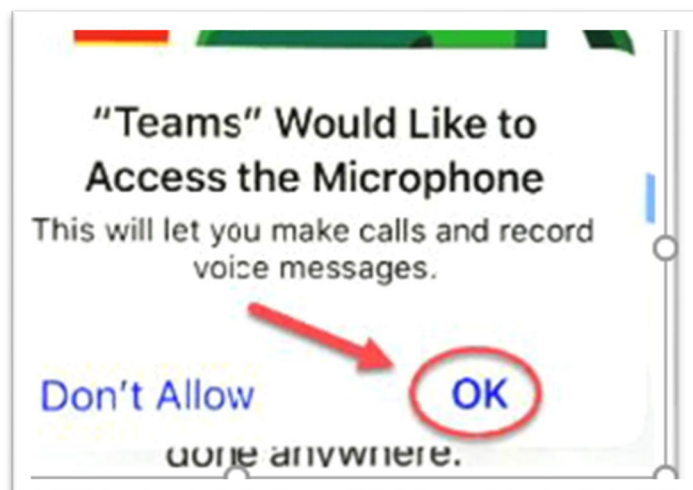 “Teams” Would Like to
Access the Microphone
This will let you make calls and record
voice messages.
Don’t Allow
OK
done anywhere.